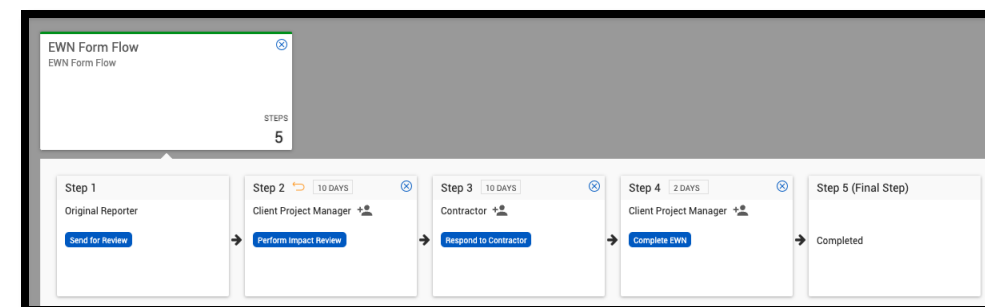 EWN Form Flow
EWN Form Flow
STEPS
5
Step 1
Original Reporter
Send for Review
Step 2 10 DAYS
Client Project Manager
Perform Impact Review
Step 3 10 DAYS
Contractor
Respond to Contractor
Step 4 2 DAYS
Client Project Manager
Complete EWN
Step 5 (Final Step)
Completed